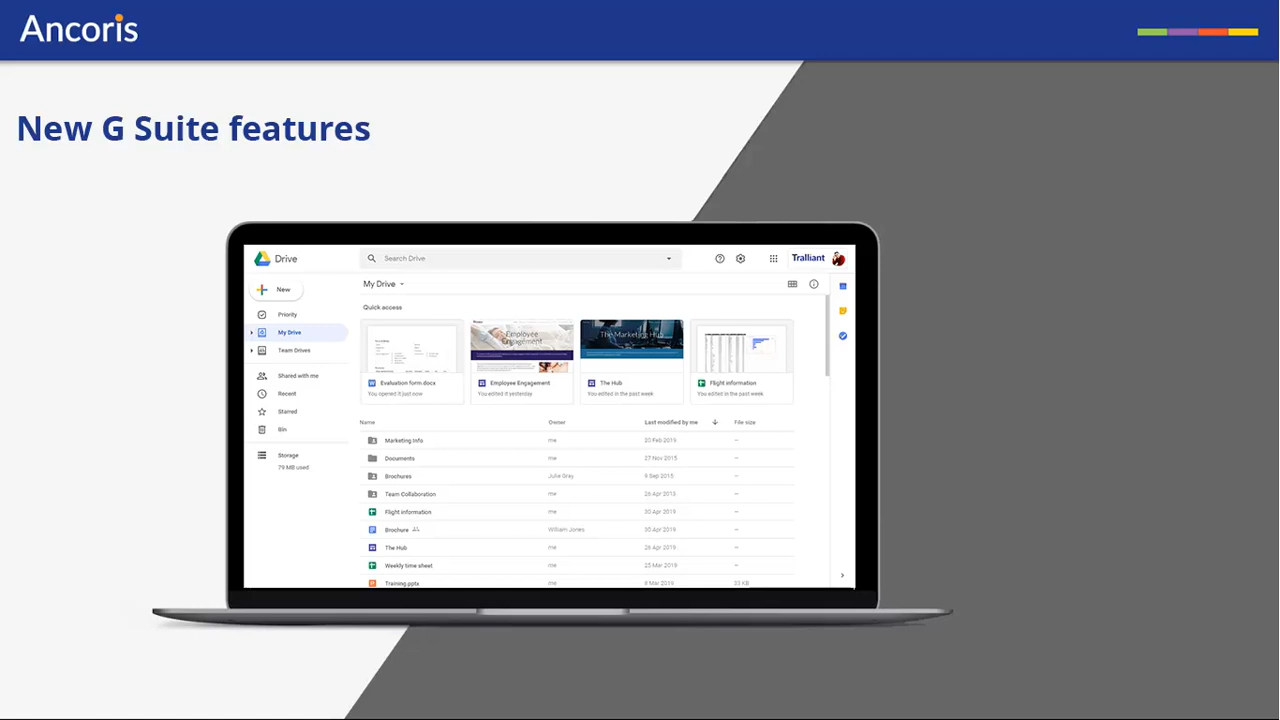 Ancoris
New G Suite features
Drive
Search Drive
Tralliant
New
My Drive
Quick access
Priority
My Drive
Team Drives
Shared with me
Recent
Starred
Bin
Storage
79 MB used
Employee Engagement
The Marketing Hub
Evaluation form.docx
You opened it just now
Employee Engagement
You edited it yesterday
The Hub
You edited in the past week
Flight information
You edited in the past week
Name Owner Last modified by me File size
Marketing Info me 20 Feb 2019 –
Documents me 27 Nov 2015 –
Brochures Julie Gray 9 Sep 2015 –
Team Collaboration me 26 Apr 2013 –
Flight information me 30 Apr 2019 –
Brochure William Jones 30 Apr 2019 –
The Hub me 26 Apr 2019 –
Weekly time sheet me 25 Mar 2019 –
Training.pptx me 8 Mar 2019 33 KB